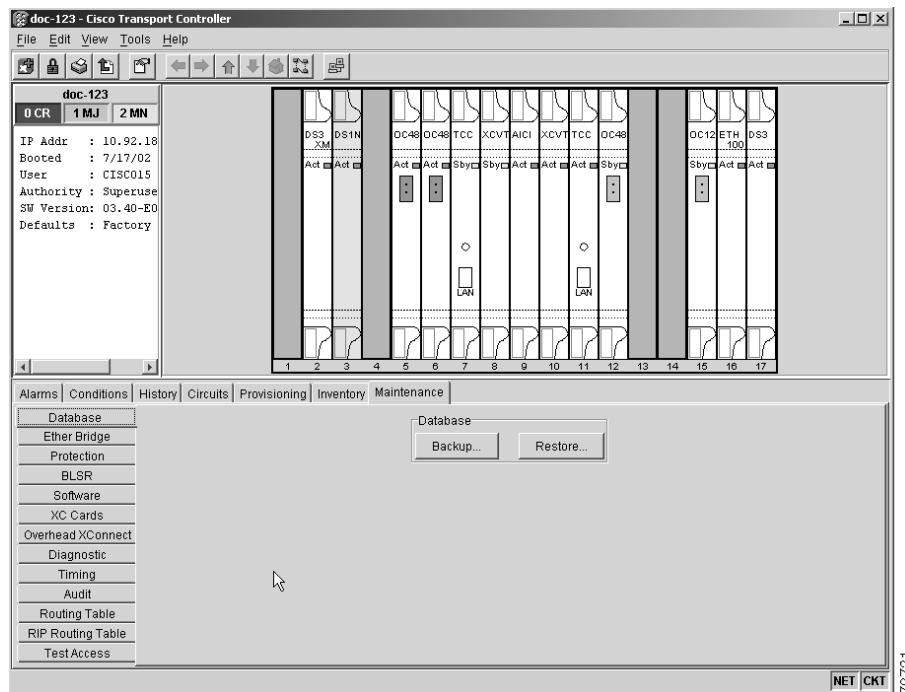 doc-123 - Cisco Transport Controller
File Edit View Tools Help
doc-123
0 CR 1 MJ 2 MN
IP Addr : 10.92.18
Booted : 7/17/02
User : CISCO15
Authority : Superuse
SW Version: 03.40-E0
Defaults : Factory
DS3 XM DS1N OC48 OC48 TCC XCVT AICI XCVT TCC OC48 OC12 ETH 100 DS3
Act Act Act Act Sby Sby Act Act Act Sby Sby Act Act
LAN LAN
1 2 3 4 5 6 7 8 9 10 11 12 13 14 15 16 17
Alarms Conditions History Circuits Provisioning Inventory Maintenance
Database
Ether Bridge
Protection
BLSR
Software
XC Cards
Overhead XConnect
Diagnostic
Timing
Audit
Routing Table
RIP Routing Table
Test Access
Database
Backup... Restore...
NET CKT